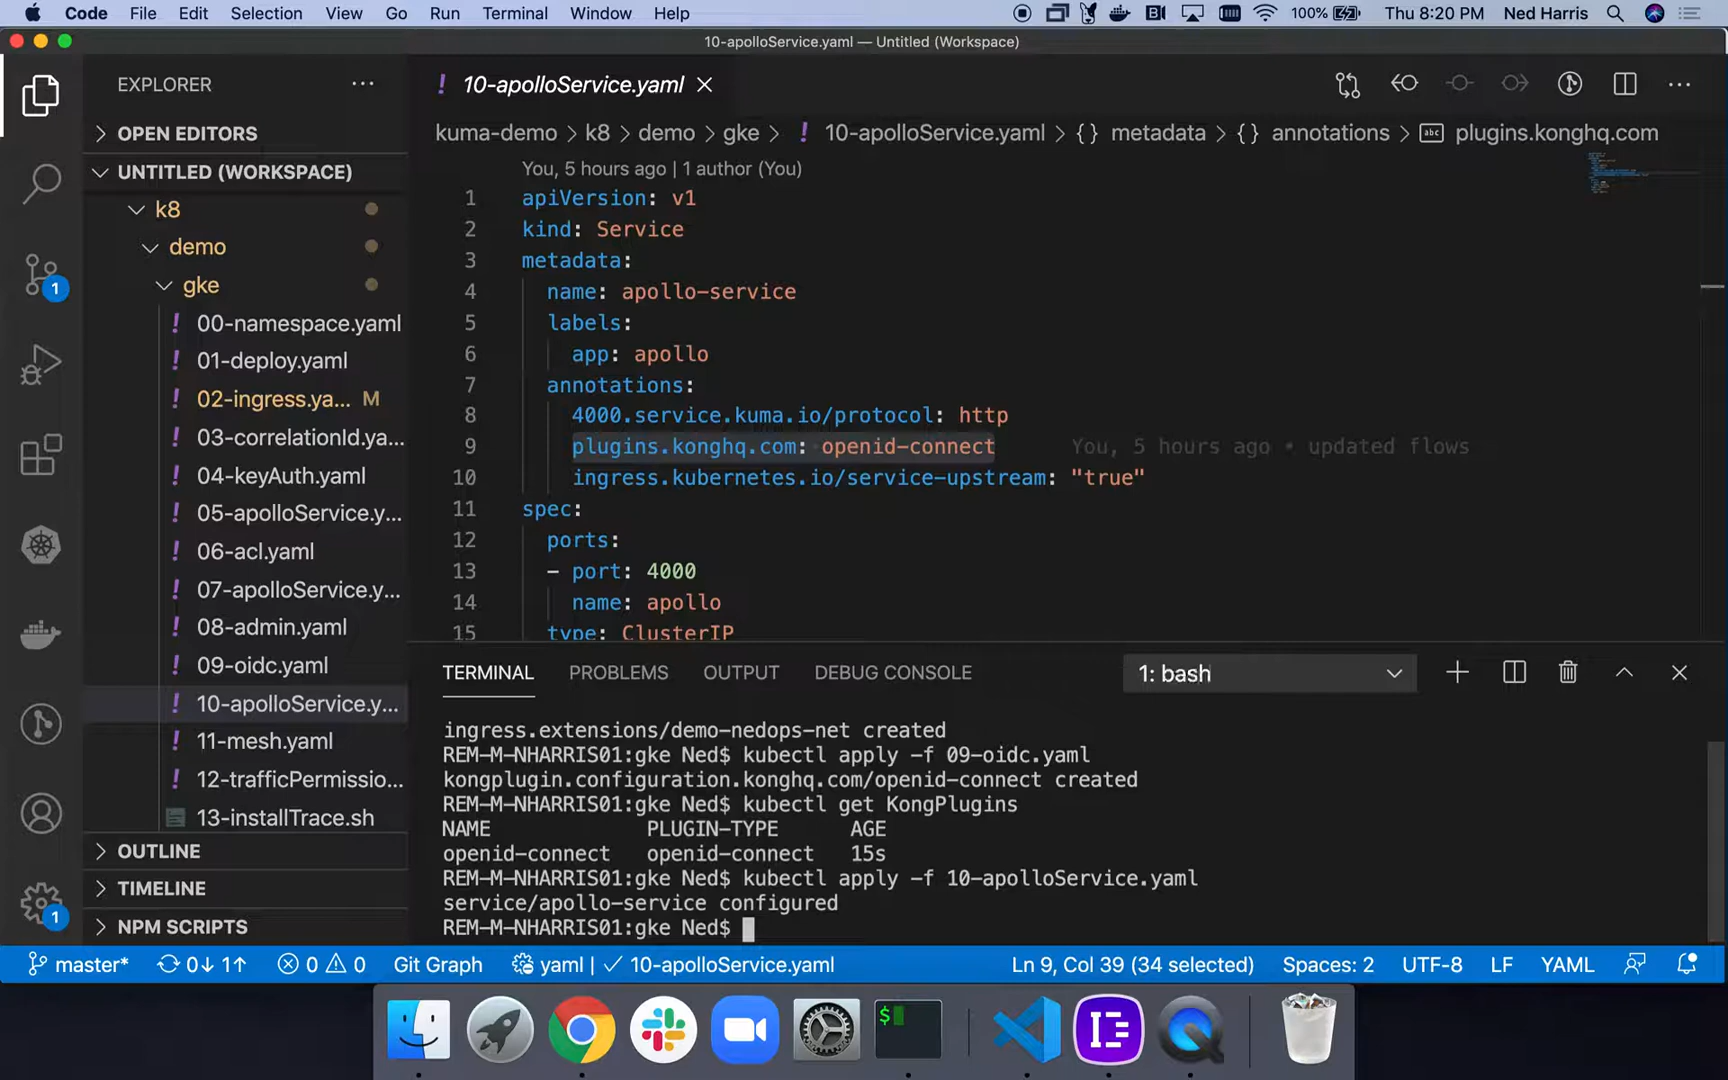 Code File Edit Selection View Go Run Terminal Window Help 100% Thu 8:20 PM Ned Harris
10-apolloService.yaml — Untitled (Workspace)
EXPLORER
OPEN EDITORS
UNTITLED (WORKSPACE)
k8
demo
gke
! 00-namespace.yaml
! 01-deploy.yaml
! 02-ingress.ya... M
! 03-correlationId.ya...
! 04-keyAuth.yaml
! 05-apolloService.y...
! 06-acl.yaml
! 07-apolloService.y...
! 08-admin.yaml
! 09-oidc.yaml
! 10-apolloService.y...
! 11-mesh.yaml
! 12-trafficPermissio...
13-installTrace.sh
OUTLINE
TIMELINE
NPM SCRIPTS
1
1
! 10-apolloService.yaml
kuma-demo > k8 > demo > gke > ! 10-apolloService.yaml > {} metadata > {} annotations > abc plugins.konghq.com
You, 5 hours ago | 1 author (You)
1 apiVersion: v1
2 kind: Service
3 metadata:
4 name: apollo-service
5 labels:
6 app: apollo
7 annotations:
8 4000.service.kuma.io/protocol: http
9 plugins.konghq.com: openid-connect You, 5 hours ago • updated flows
10 ingress.kubernetes.io/service-upstream: "true"
11 spec:
12 ports:
13 - port: 4000
14 name: apollo
15 type: ClusterIP
TERMINAL PROBLEMS OUTPUT DEBUG CONSOLE 1: bash
ingress.extensions/demo-nedops-net created
REM-M-NHARRIS01:gke Ned$ kubectl apply -f 09-oidc.yaml
kongplugin.configuration.konghq.com/openid-connect created
REM-M-NHARRIS01:gke Ned$ kubectl get KongPlugins
NAME PLUGIN-TYPE AGE
openid-connect openid-connect 15s
REM-M-NHARRIS01:gke Ned$ kubectl apply -f 10-apolloService.yaml
service/apollo-service configured
REM-M-NHARRIS01:gke Ned$
master* 0↓ 1↑ 0 0 Git Graph yaml | ✓ 10-apolloService.yaml Ln 9, Col 39 (34 selected) Spaces: 2 UTF-8 LF YAML
$